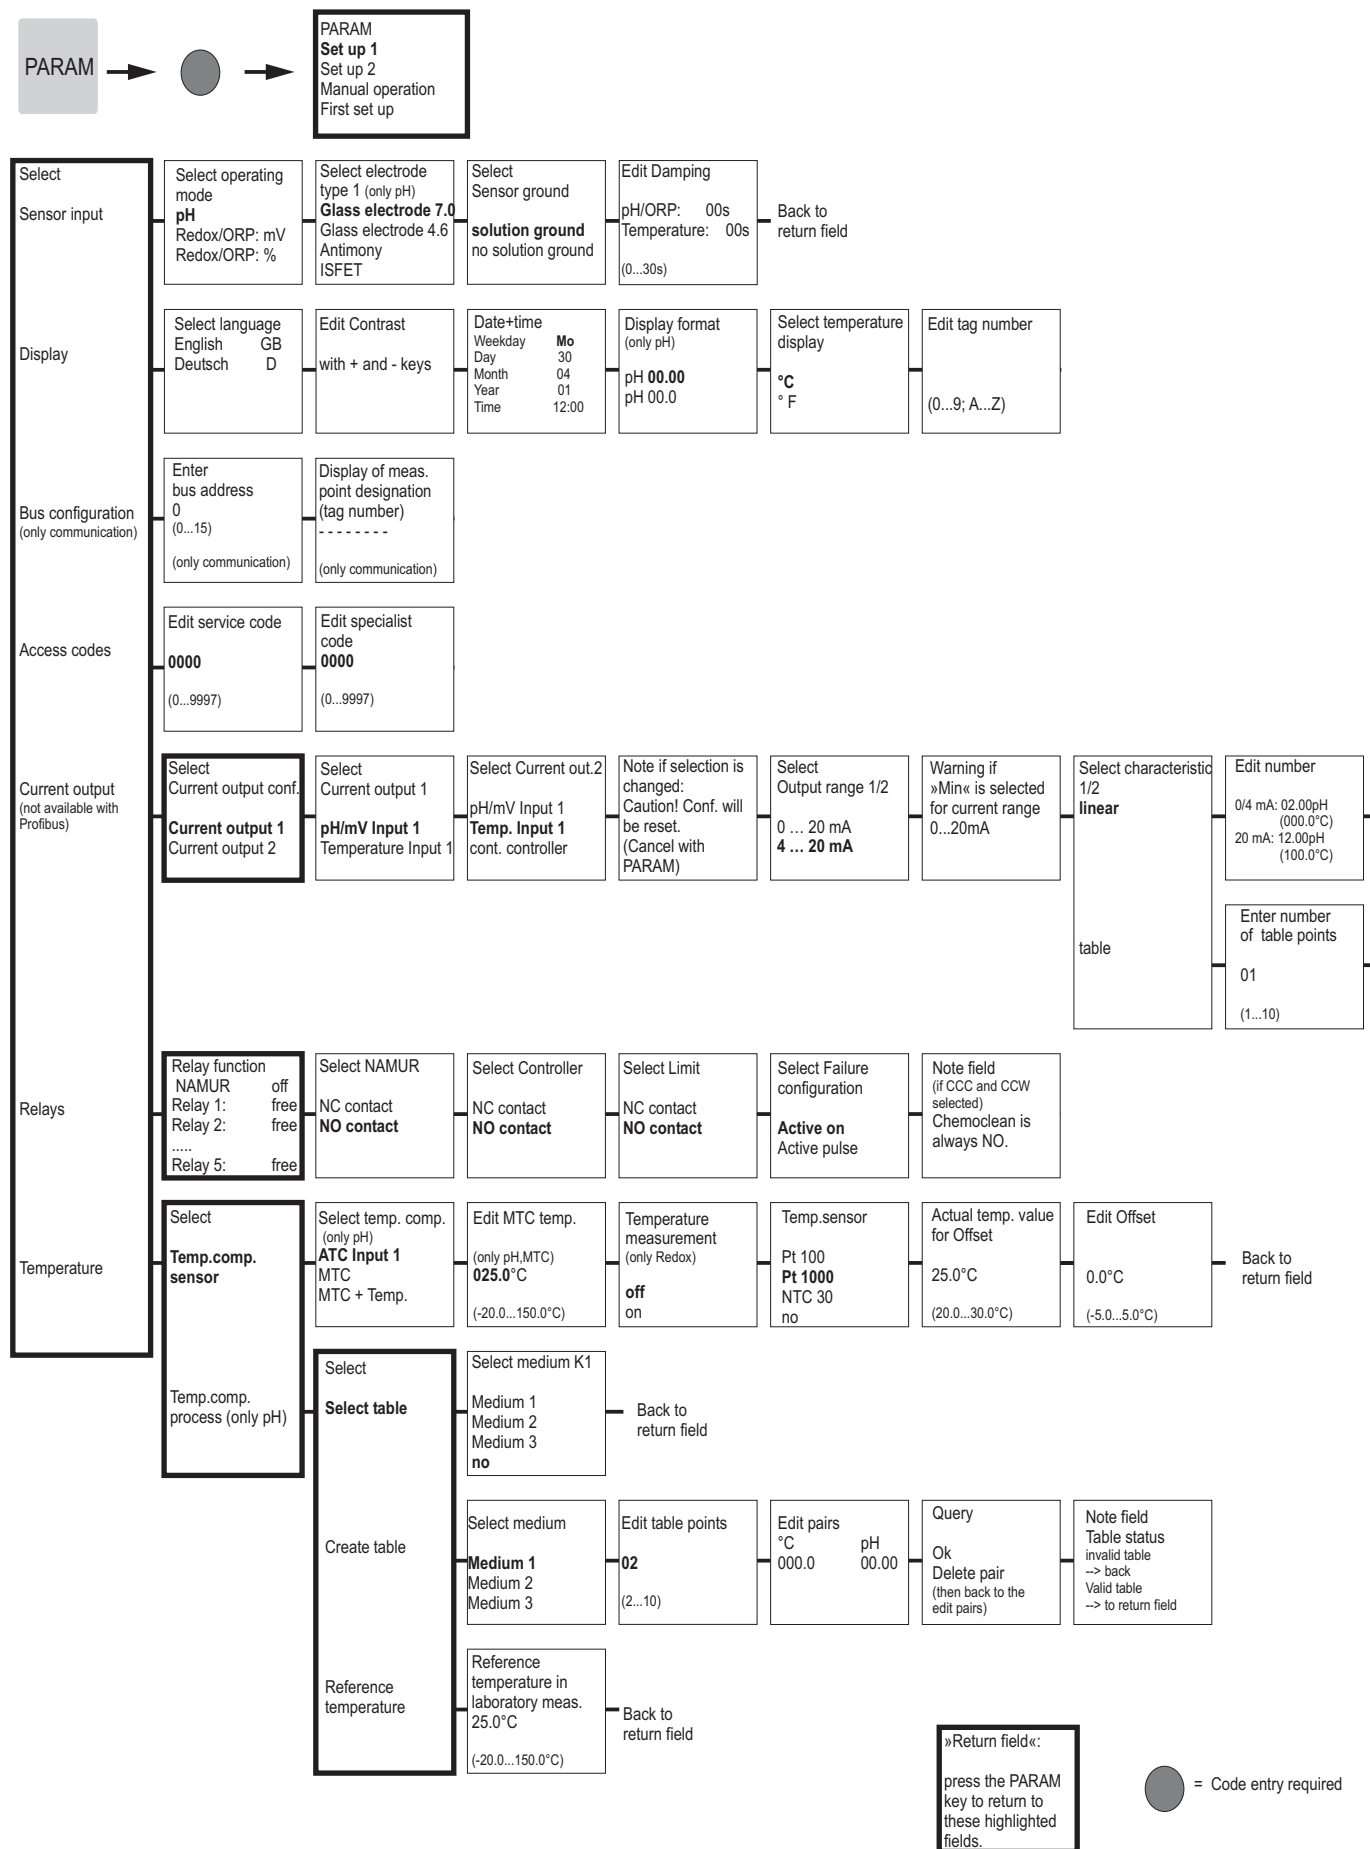 PARAM
PARAM
Set up 1
Set up 2
Manual operation
First set up
Select
Sensor input
Select operating
mode
pH
Redox/ORP: mV
Redox/ORP: %
Select electrode
type 1 (only pH)
Glass electrode 7.0
Glass electrode 4.6
Antimony
ISFET
Select
Sensor ground
solution ground
no solution ground
Edit Damping
pH/ORP: 00s
Temperature: 00s
(0...30s)
Back to
return field
Display
Select language
English GB
Deutsch D
Edit Contrast
with + and - keys
Date+time
Weekday Mo
Day 30
Month 04
Year 01
Time 12:00
Display format
(only pH)
pH 00.00
pH 00.0
Select temperature
display
°C
° F
Edit tag number
(0...9; A...Z)
Bus configuration
(only communication)
Enter
bus address
0
(0...15)
(only communication)
Display of meas.
point designation
(tag number)
- - - - - - - -
(only communication)
Access codes
Edit service code
0000
(0...9997)
Edit specialist
code
0000
(0...9997)
Current output
(not available with
Profibus)
Select
Current output conf.
Current output 1
Current output 2
Select
Current output 1
pH/mV Input 1
Temperature Input 1
Select Current out.2
pH/mV Input 1
Temp. Input 1
cont. controller
Note if selection is
changed:
Caution! Conf. will
be reset.
(Cancel with
PARAM)
Select
Output range 1/2
0 … 20 mA
4 … 20 mA
Warning if
»Min« is selected
for current range
0...20mA
Select characteristic
1/2
linear
table
Edit number
0/4 mA: 02.00pH
(000.0°C)
20 mA: 12.00pH
(100.0°C)
Enter number
of table points
01
(1...10)
Relays
Relay function
NAMUR off
Relay 1: free
Relay 2: free
.....
Relay 5: free
Select NAMUR
NC contact
NO contact
Select Controller
NC contact
NO contact
Select Limit
NC contact
NO contact
Select Failure
configuration
Active on
Active pulse
Note field
(if CCC and CCW
selected)
Chemoclean is
always NO.
Temperature
Select
Temp.comp.
sensor
Temp.comp.
process (only pH)
Select temp. comp.
(only pH)
ATC Input 1
MTC
MTC + Temp.
Edit MTC temp.
(only pH,MTC)
025.0°C
(-20.0...150.0°C)
Temperature
measurement
(only Redox)
off
on
Temp.sensor
Pt 100
Pt 1000
NTC 30
no
Actual temp. value
for Offset
25.0°C
(20.0...30.0°C)
Edit Offset
0.0°C
(-5.0...5.0°C)
Back to
return field
Select
Select table
Create table
Reference
temperature
Select medium K1
Medium 1
Medium 2
Medium 3
no
Back to
return field
Select medium
Medium 1
Medium 2
Medium 3
Edit table points
02
(2...10)
Edit pairs
°C pH
000.0 00.00
Query
Ok
Delete pair
(then back to the
edit pairs)
Note field
Table status
invalid table
--> back
Valid table
--> to return field
Reference
temperature in
laboratory meas.
25.0°C
(-20.0...150.0°C)
Back to
return field
»Return field«:
press the PARAM
key to return to
these highlighted
fields.
= Code entry required